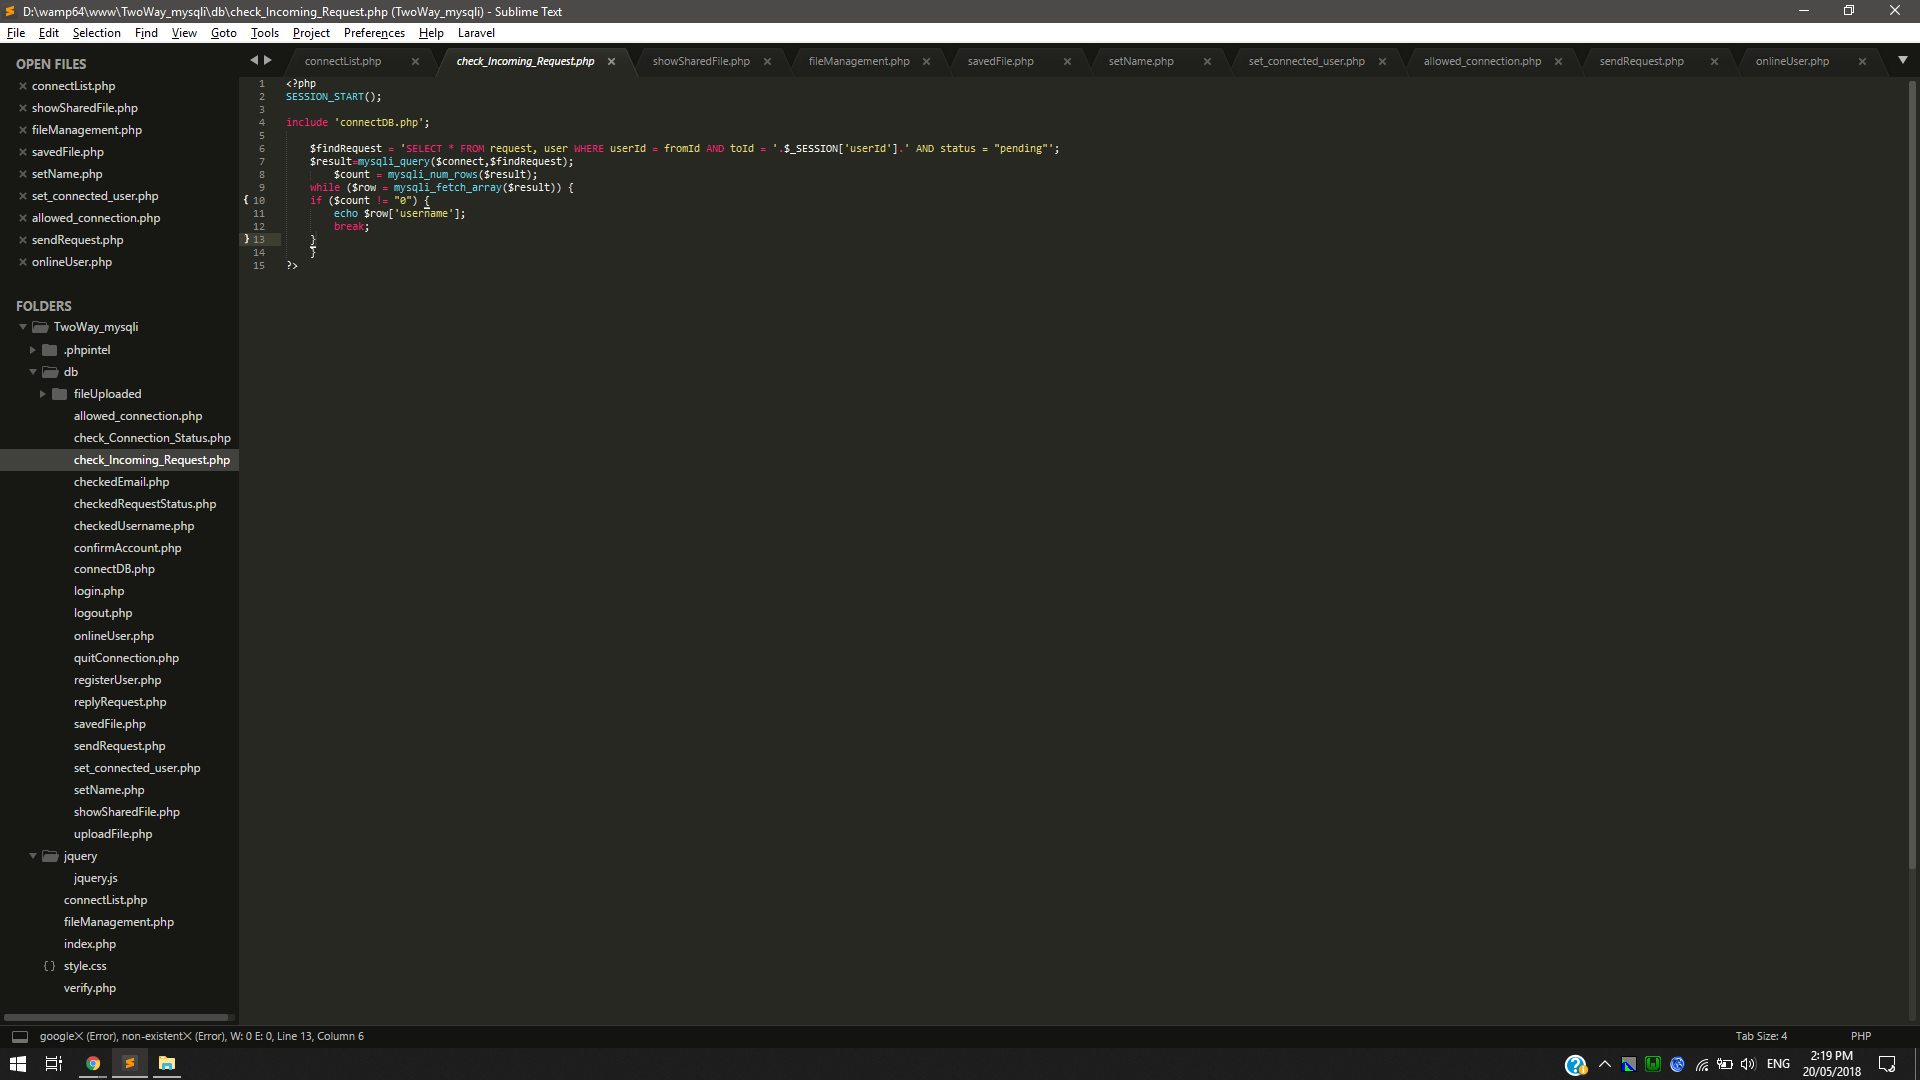 D:\wamp64\www\TwoWay_mysqli\db\check_Incoming_Request.php (TwoWay_mysqli) - Sublime Text
File Edit Selection Find View Goto Tools Project Preferences Help Laravel
OPEN FILES
connectList.php
showSharedFile.php
fileManagement.php
savedFile.php
setName.php
set_connected_user.php
allowed_connection.php
sendRequest.php
onlineUser.php
FOLDERS
TwoWay_mysqli
.phpintel
db
fileUploaded
allowed_connection.php
check_Connection_Status.php
check_Incoming_Request.php
checkedEmail.php
checkedRequestStatus.php
checkedUsername.php
confirmAccount.php
connectDB.php
login.php
logout.php
onlineUser.php
quitConnection.php
registerUser.php
replyRequest.php
savedFile.php
sendRequest.php
set_connected_user.php
setName.php
showSharedFile.php
uploadFile.php
jquery
jquery.js
connectList.php
fileManagement.php
index.php
{} style.css
verify.php
connectList.php check_Incoming_Request.php showSharedFile.php fileManagement.php savedFile.php setName.php set_connected_user.php allowed_connection.php sendRequest.php onlineUser.php
1 <?php
2 SESSION_START();
3
4 include 'connectDB.php';
5
6 $findRequest = 'SELECT * FROM request, user WHERE userId = fromId AND toId = '.$_SESSION['userId'].' AND status = "pending"';
7 $result=mysqli_query($connect,$findRequest);
8 $count = mysqli_num_rows($result);
9 while ($row = mysqli_fetch_array($result)) {
{ 10 if ($count != "0") {
11 echo $row['username'];
12 break;
} 13 }
14 }
15 ?>
google✕ (Error), non-existent✕ (Error), W: 0 E: 0, Line 13, Column 6
Tab Size: 4 PHP
ENG
2:19 PM
20/05/2018